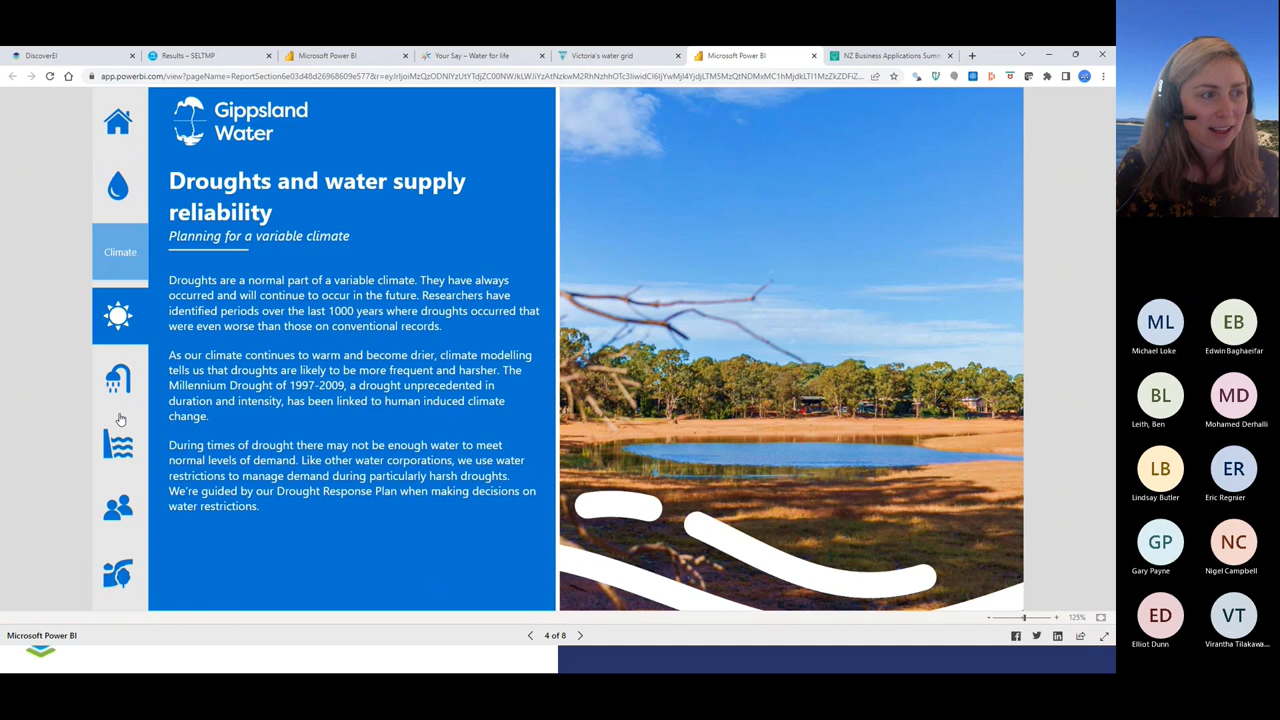 DiscoverEI
Results – SELTMP
Microsoft Power BI
Your Say – Water for life
Victoria's water grid
Microsoft Power BI
NZ Business Applications Summ
Gippsland
Water
Droughts and water supply
reliability
Planning for a variable climate
Climate
Droughts are a normal part of a variable climate. They have always
occurred and will continue to occur in the future. Researchers have
identified periods over the last 1000 years where droughts occurred that
were even worse than those on conventional records.
As our climate continues to warm and become drier, climate modelling
tells us that droughts are likely to be more frequent and harsher. The
Millennium Drought of 1997-2009, a drought unprecedented in
duration and intensity, has been linked to human induced climate
change.
During times of drought there may not be enough water to meet
normal levels of demand. Like other water corporations, we use water
restrictions to manage demand during particularly harsh droughts.
We're guided by our Drought Response Plan when making decisions on
water restrictions.
125%
Microsoft Power BI
4 of 8
ML
EB
Michael Loke
Edwin Baghaeifar
BL
MD
Leith, Ben
Mohamed Derhalli
LB
ER
Lindsay Butler
Eric Regnier
GP
NC
Gary Payne
Nigel Campbell
ED
VT
Elliot Dunn
Virantha Tilakawa...